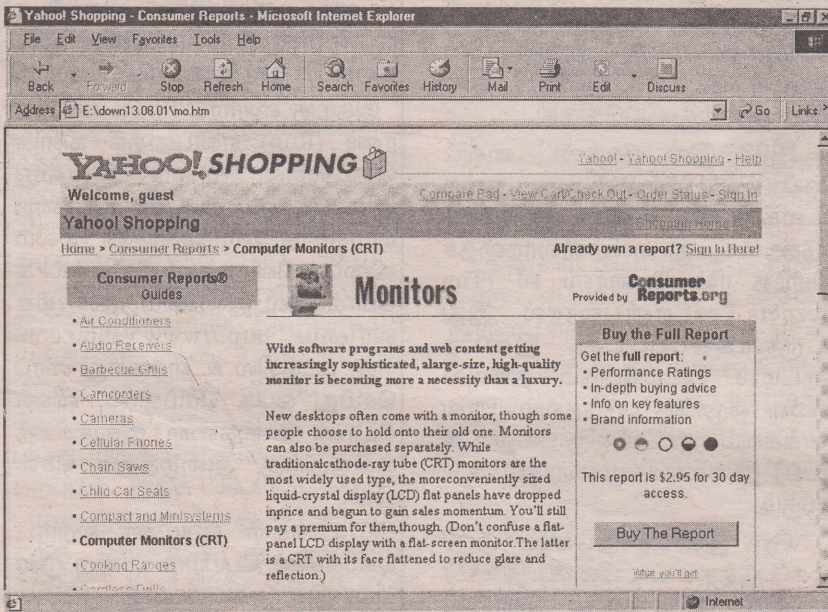 Yahoo! Shopping - Consumer Reports - Microsoft Internet Explorer
File Edit View Favorites Tools Help
Back Forward Stop Refresh Home Search Favorites History Mail Print Edit Discuss
Address E:\down13.08.01\mo.htm Go Links »
YAHOO! SHOPPING
Yahoo! - Yahoo! Shopping - Help
Welcome, guest
Compare Pad - View Cart/Check Out - Order Status - Sign In
Yahoo! Shopping
Shopping Home
Home > Consumer Reports > Computer Monitors (CRT)
Already own a report? Sign In Here!
Consumer Reports®
Guides
• Air Conditioners
• Audio Receivers
• Barbecue Grills
• Camcorders
• Cameras
• Cellular Phones
• Chain Saws
• Child Car Seats
• Compact and Minisystems
• Computer Monitors (CRT)
• Cooking Ranges
• Cordless Drills
Monitors
Provided by Consumer
Reports.org
With software programs and web content getting
increasingly sophisticated, alarge-size, high-quality
monitor is becoming more a necessity than a luxury.
New desktops often come with a monitor, though some
people choose to hold onto their old one. Monitors
can also be purchased separately. While
traditionalcathode-ray tube (CRT) monitors are the
most widely used type, the moreconveniently sized
liquid-crystal display (LCD) flat panels have dropped
inprice and begun to gain sales momentum. You'll still
pay a premium for them,though. (Don't confuse a flat-
panel LCD display with a flat-screen monitor.The latter
is a CRT with its face flattened to reduce glare and
reflection.)
Buy the Full Report
Get the full report:
• Performance Ratings
• In-depth buying advice
• Info on key features
• Brand information
This report is $2.95 for 30 day
access.
Buy The Report
What you'll get
Internet